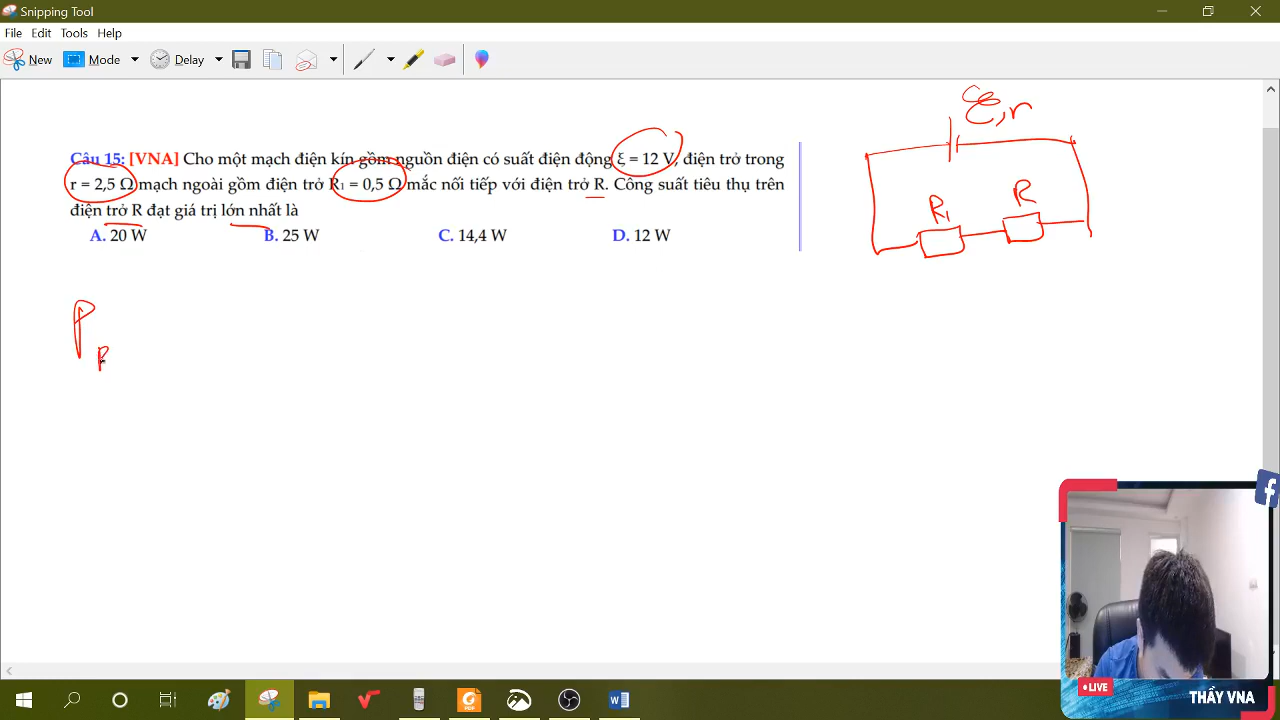 Snipping Tool
File Edit Tools Help
New Mode Delay
Câu 15: [VNA] Cho một mạch điện kín gồm nguồn điện có suất điện động ξ = 12 V, điện trở trong
r = 2,5 Ω mạch ngoài gồm điện trở R₁ = 0,5 Ω mắc nối tiếp với điện trở R. Công suất tiêu thụ trên
điện trở R đạt giá trị lớn nhất là
A. 20 W B. 25 W C. 14,4 W D. 12 W
ξ, r
R₁ R
P
R
LIVE
THẦY VNA